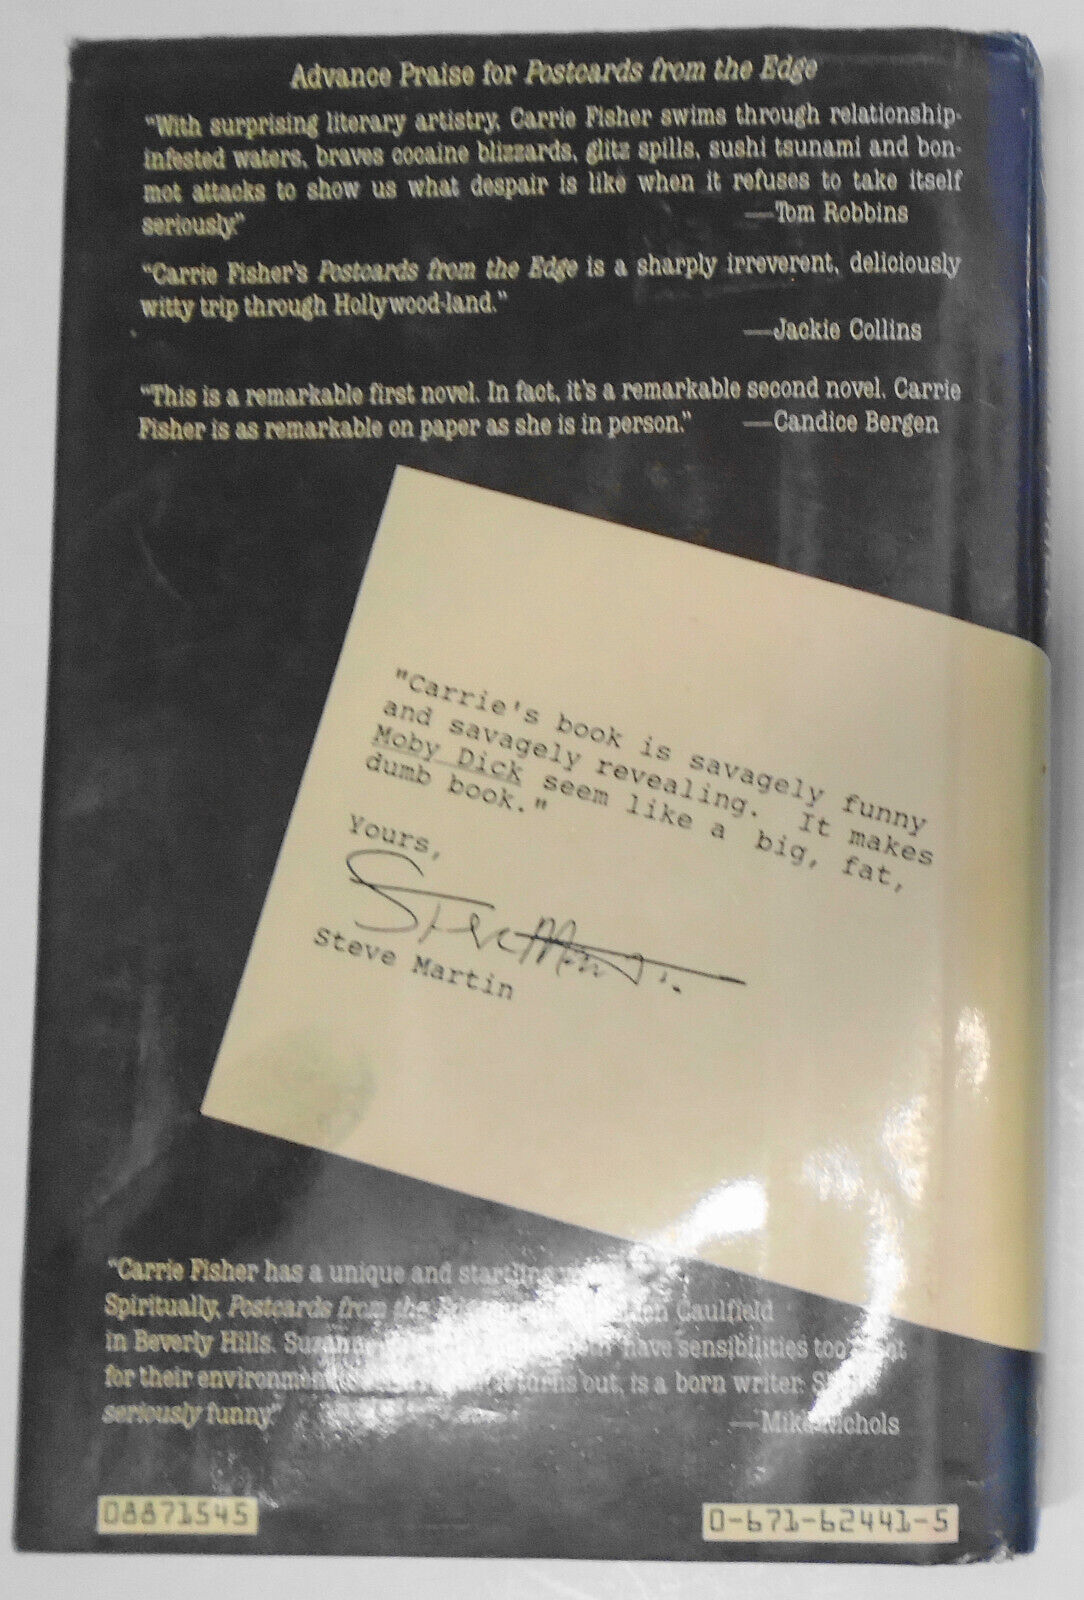 Advance Praise for Postcards from the Edge
"With surprising literary artistry, Carrie Fisher swims through relationship-
infested waters, braves cocaine blizzards, glitz spills, sushi tsunami and bon-
mot attacks to show us what despair is like when it refuses to take itself
seriously."
—Tom Robbins
"Carrie Fisher's Postcards from the Edge is a sharply irreverent, deliciously
witty trip through Hollywood-land."
—Jackie Collins
"This is a remarkable first novel. In fact, it's a remarkable second novel. Carrie
Fisher is as remarkable on paper as she is in person." —Candice Bergen
"Carrie's book is savagely funny
and savagely revealing. It makes
Moby Dick seem like a big, fat,
dumb book."
Yours,
Steve Martin
Steve Martin
"Carrie Fisher has a unique and startling
Spiritually, Postcards from the Edge Caulfield
in Beverly Hills. have sensibilities too
for their environment turns out, is a born writer.
seriously funny."
—Mike Nichols
08871545
0-671-62441-5